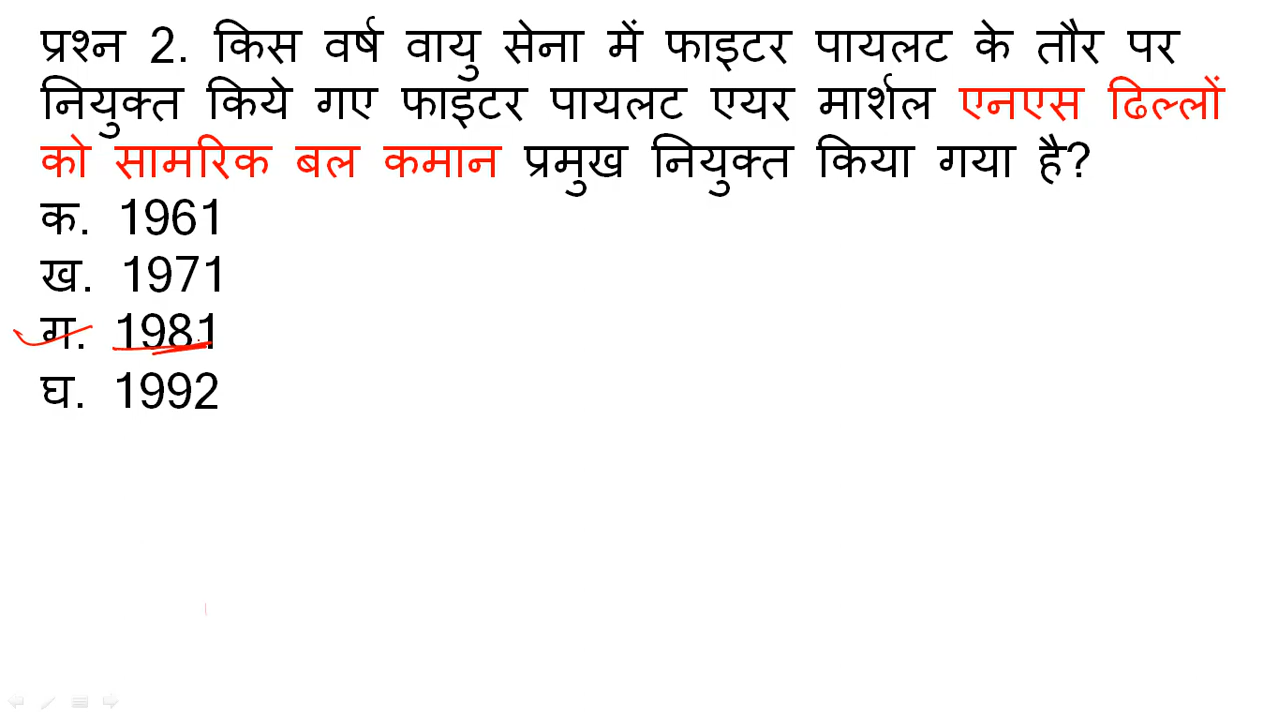 प्रश्न 2. किस वर्ष वायु सेना में फाइटर पायलट के तौर पर
नियुक्त किये गए फाइटर पायलट एयर मार्शल एनएस ढिल्लों
को सामरिक बल कमान प्रमुख नियुक्त किया गया है?
क. 1961
ख. 1971
ग. 1981
घ. 1992